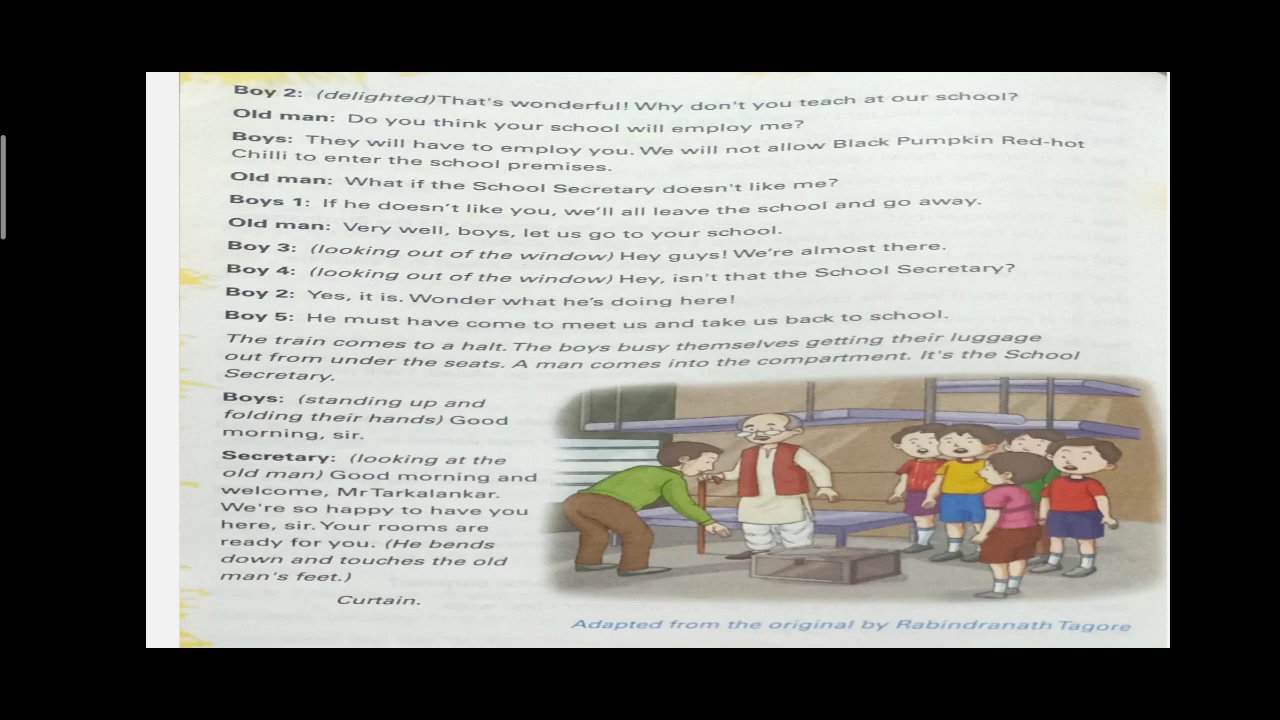 Boy 2: (delighted)That's wonderful! Why don't you teach at our school?
Old man: Do you think your school will employ me?
Boys: They will have to employ you. We will not allow Black Pumpkin Red-hot
Chilli to enter the school premises.
Old man: What if the School Secretary doesn't like me?
Boys 1: If he doesn't like you, we'll all leave the school and go away.
Old man: Very well, boys, let us go to your school.
Boy 3: (looking out of the window) Hey guys! We're almost there.
Boy 4: (looking out of the window) Hey, isn't that the School Secretary?
Boy 2: Yes, it is. Wonder what he's doing here!
Boy 5: He must have come to meet us and take us back to school.
The train comes to a halt. The boys busy themselves getting their luggage
out from under the seats. A man comes into the compartment. It's the School
Secretary.
Boys: (standing up and
folding their hands) Good
morning, sir.
Secretary: (looking at the
old man) Good morning and
welcome, Mr Tarkalankar.
We're so happy to have you
here, sir. Your rooms are
ready for you. (He bends
down and touches the old
man's feet.)
Curtain.
Adapted from the original by Rabindranath Tagore